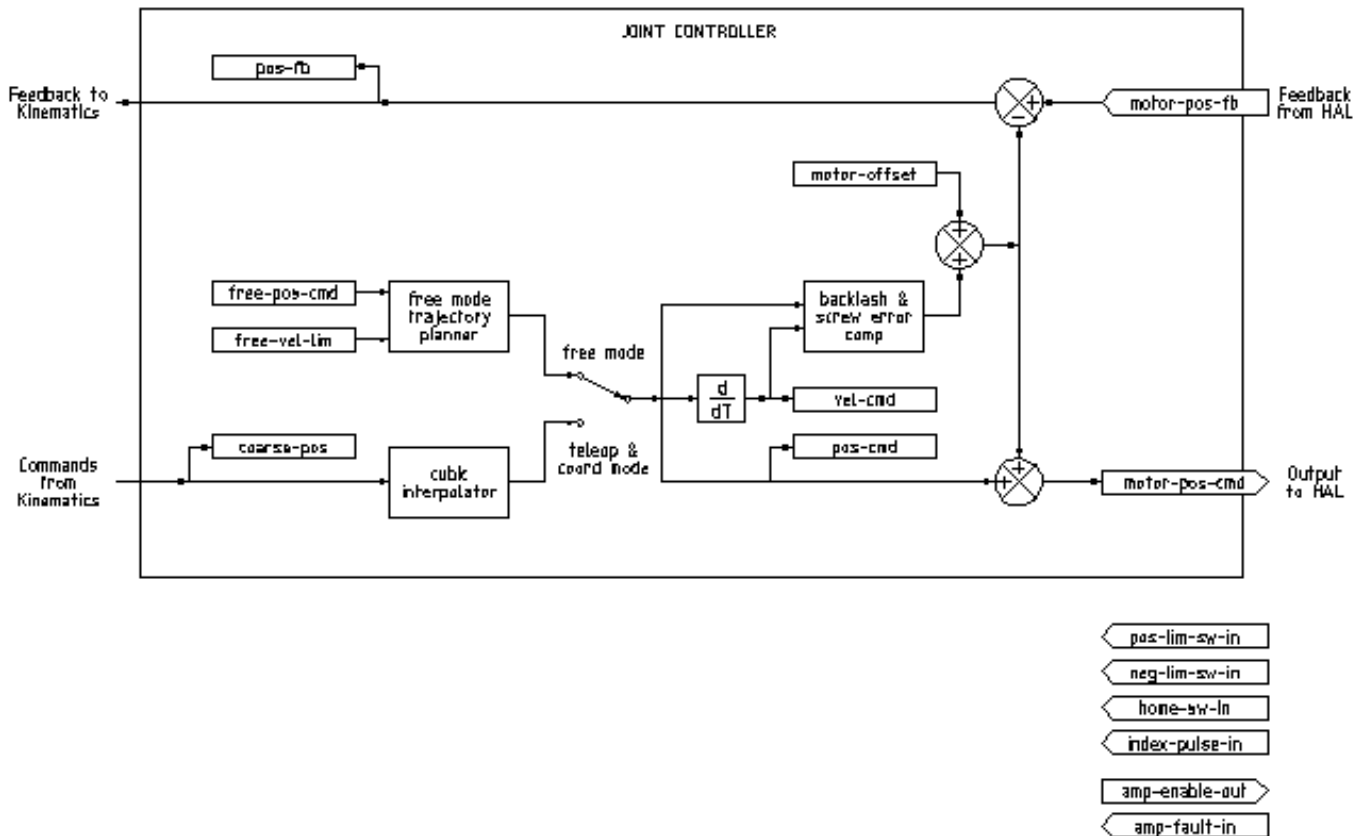 JOINT CONTROLLER
pos-fb
Feedback to
Kinematics
motor-pos-fb
Feedback
from HAL
motor-offset
free-pos-cmd
free-vel-lim
free mode
trajectory
planner
backlash &
screw error
comp
free mode
d
dT
vel-cmd
coarse-pos
teleop &
coord mode
pos-cmd
Commands
from
Kinematics
cubic
interpolator
motor-pos-cmd
Output
to HAL
pos-lim-sw-in
neg-lim-sw-in
home-sw-in
index-pulse-in
amp-enable-out
amp-fault-in